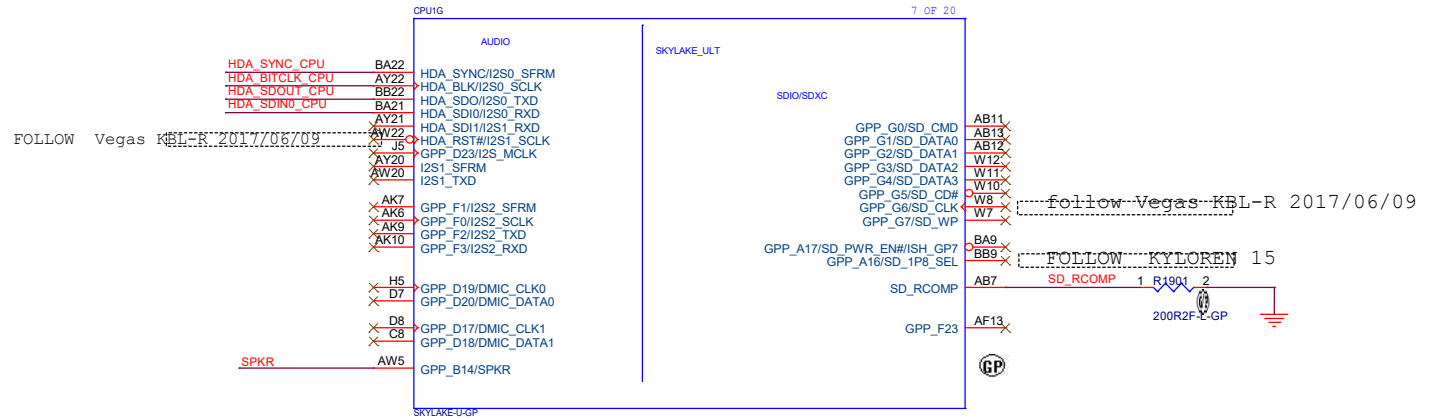 CPU1G
7 OF 20
AUDIO
SKYLAKE_ULT
SDIO/SDXC
HDA_SYNC_CPU BA22 HDA_SYNC/I2S0_SFRM
HDA_BITCLK_CPU AY22 HDA_BLK/I2S0_SCLK
HDA_SDOUT_CPU BB22 HDA_SDO/I2S0_TXD
HDA_SDIN0_CPU BA21 HDA_SDI0/I2S0_RXD
AY21 HDA_SDI1/I2S1_RXD
FOLLOW Vegas KBL-R 2017/06/09 AW22 HDA_RST#/I2S1_SCLK
J5 GPP_D23/I2S_MCLK
AY20 I2S1_SFRM
AW20 I2S1_TXD
AK7 GPP_F1/I2S2_SFRM
AK6 GPP_F0/I2S2_SCLK
AK9 GPP_F2/I2S2_TXD
AK10 GPP_F3/I2S2_RXD
H5 GPP_D19/DMIC_CLK0
D7 GPP_D20/DMIC_DATA0
D8 GPP_D17/DMIC_CLK1
C8 GPP_D18/DMIC_DATA1
SPKR AW5 GPP_B14/SPKR
GPP_G0/SD_CMD AB11
GPP_G1/SD_DATA0 AB13
GPP_G2/SD_DATA1 AB12
GPP_G3/SD_DATA2 W12
GPP_G4/SD_DATA3 W11
GPP_G5/SD_CD# W10
GPP_G6/SD_CLK W8 follow Vegas KBL-R 2017/06/09
GPP_G7/SD_WP W7
GPP_A17/SD_PWR_EN#/ISH_GP7 BA9
GPP_A16/SD_1P8_SEL BB9 FOLLOW KYLOREN 15
SD_RCOMP AB7 SD_RCOMP 1 R1901 2
200R2F-L-GP
GPP_F23 AF13
GP
SKYLAKE-U-GP